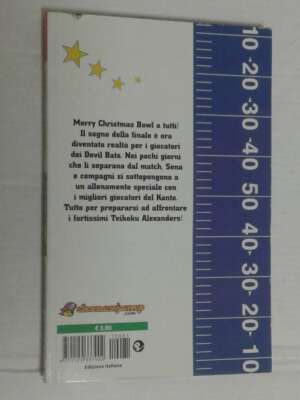 Merry Christmas Bowl a tutti!
Il sogno della finale è ora
diventato realtà per i giocatori
dei Devil Bats. Nei pochi giorni
che li separano dal match, Sena
e compagni si sottopongono a
un allenamento speciale con
i migliori giocatori del Kanto.
Tutto per prepararsi ad affrontare
i fortissimi Teikoku Alexanders!
10 20 30 40 50 40 30 20 10
Edizione Italiana